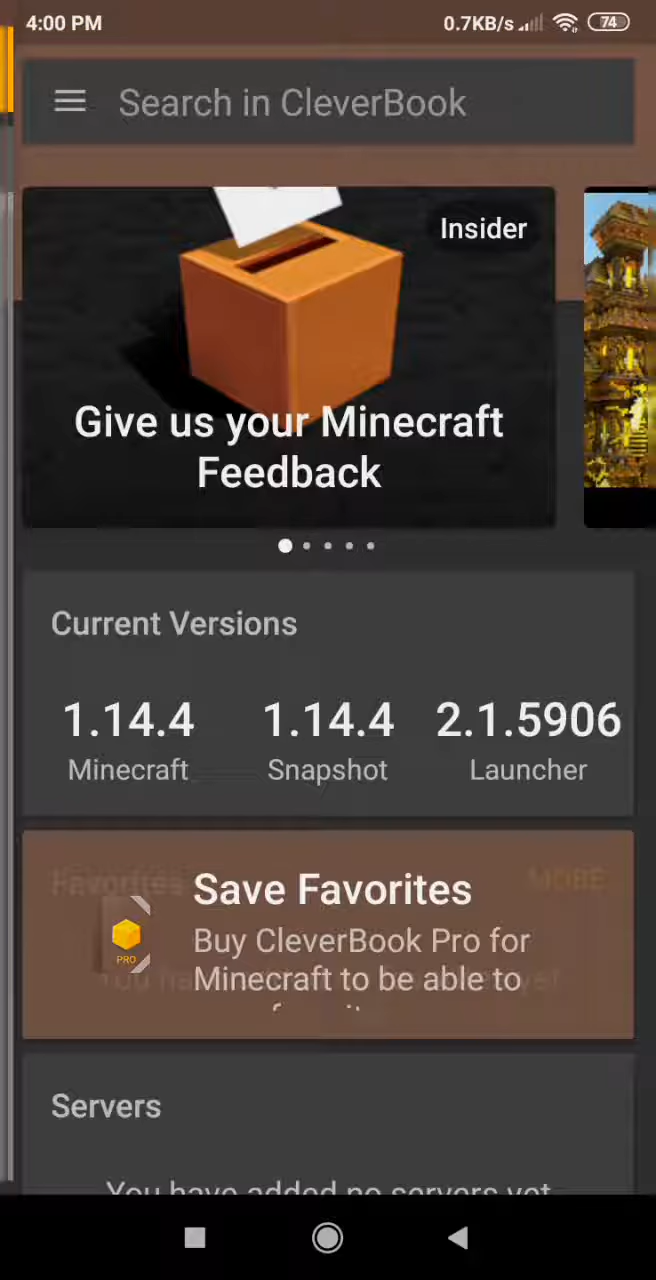 4:00 PM
0.7KB/s
74
Search in CleverBook
Insider
Give us your Minecraft
Feedback
Current Versions
1.14.4
1.14.4
2.1.5906
Minecraft
Snapshot
Launcher
Favorites
MORE
Save Favorites
Buy CleverBook Pro for
Minecraft to be able to
PRO
Servers
You have added no servers yet